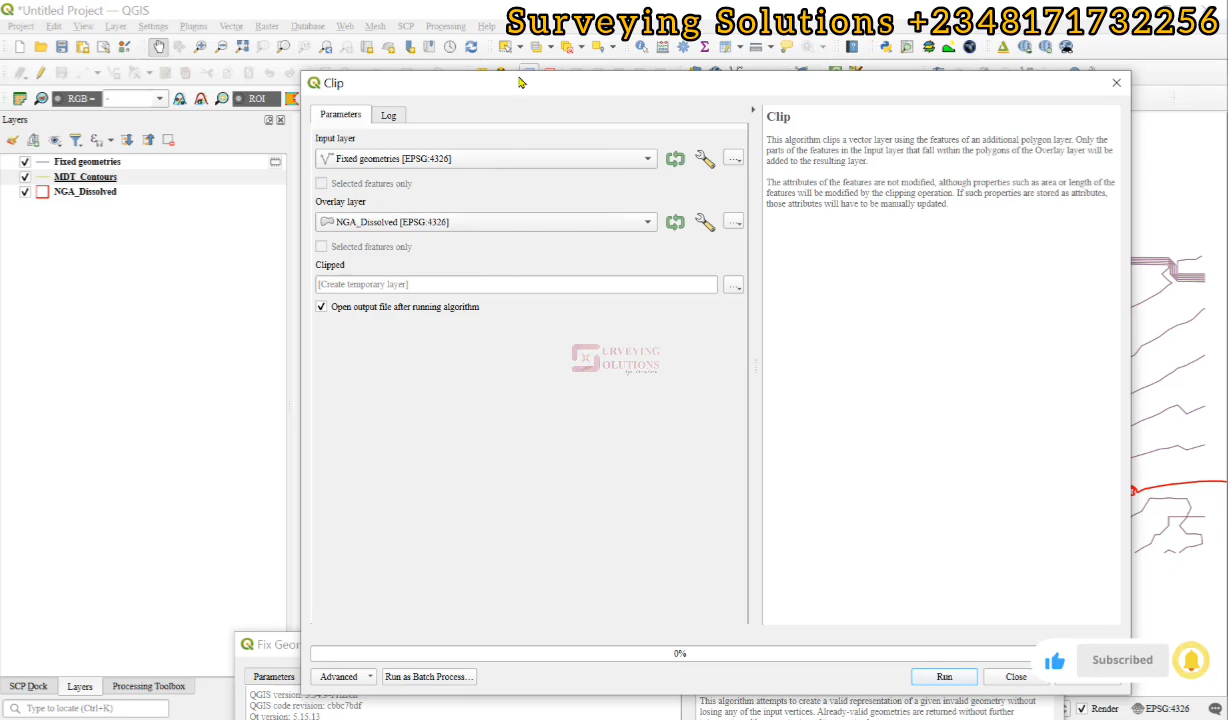 *Untitled Project — QGIS
Surveying Solutions +2348171732256
Project Edit View Layer Settings Plugins Vector Raster Database Web Mesh SCP Processing Help
RGB = - ROI
Layers
Fixed geometries
MDT_Contours
NGA_Dissolved
Clip
Parameters Log
Input layer
Fixed geometries [EPSG:4326]
Selected features only
Overlay layer
NGA_Dissolved [EPSG:4326]
Selected features only
Clipped
[Create temporary layer]
Open output file after running algorithm
Clip
This algorithm clips a vector layer using the features of an additional polygon layer. Only the
parts of the features in the Input layer that fall within the polygons of the Overlay layer will be
added to the resulting layer.
The attributes of the features are not modified, although properties such as area or length of the
features will be modified by the clipping operation. If such properties are stored as attributes,
those attributes will have to be manually updated.
SURVEYING
SOLUTIONS
0%
Advanced Run as Batch Process… Run Close
Subscribed
Fix Geor
Parameters
QGIS code revision: cbbc7bdf
Qt version: 5.15.13
This algorithm attempts to create a valid representation of a given invalid geometry without
losing any of the input vertices. Already-valid geometries are returned without further
SCP Dock Layers Processing Toolbox
Type to locate (Ctrl+K)
Render EPSG:4326